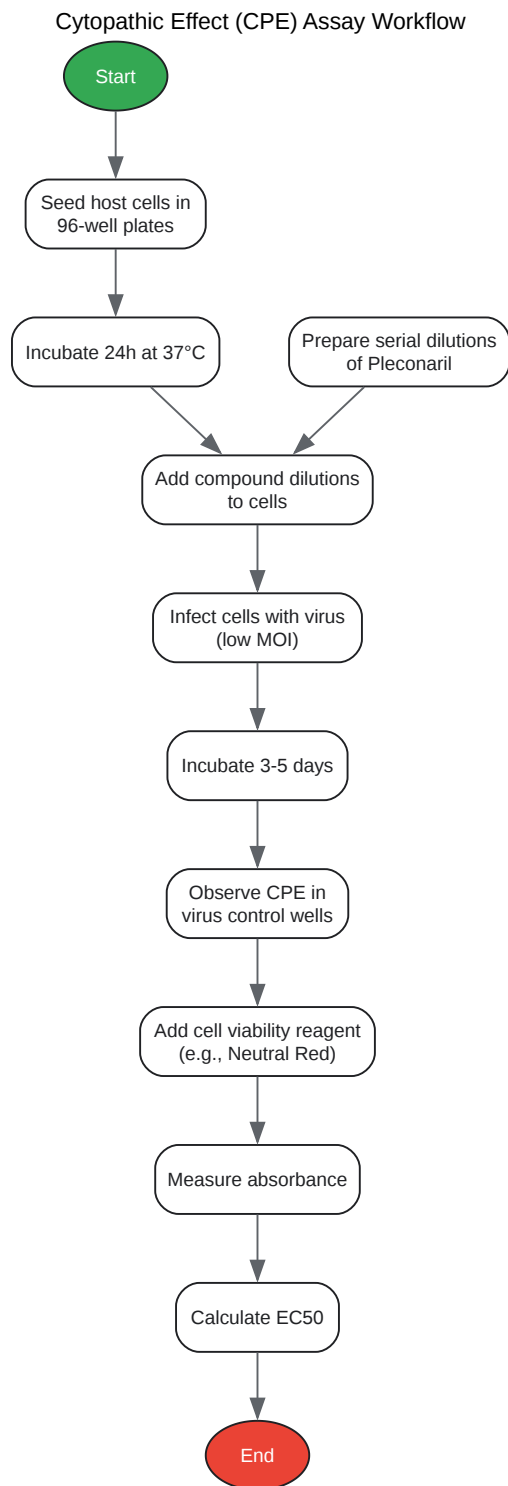 Cytopathic Effect (CPE) Assay Workflow
Start
Seed host cells in
96-well plates
Incubate 24h at 37°C
Prepare serial dilutions
of Pleconaril
Add compound dilutions
to cells
Infect cells with virus
(low MOI)
Incubate 3-5 days
Observe CPE in
virus control wells
Add cell viability reagent
(e.g., Neutral Red)
Measure absorbance
Calculate EC50
End